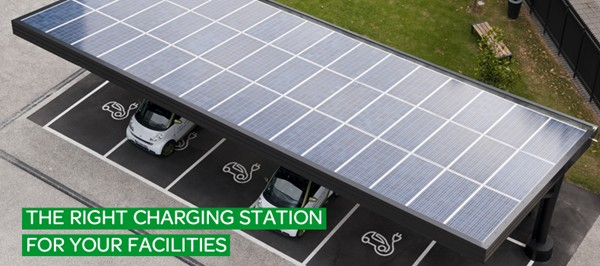 THE RIGHT CHARGING STATION
FOR YOUR FACILITIES